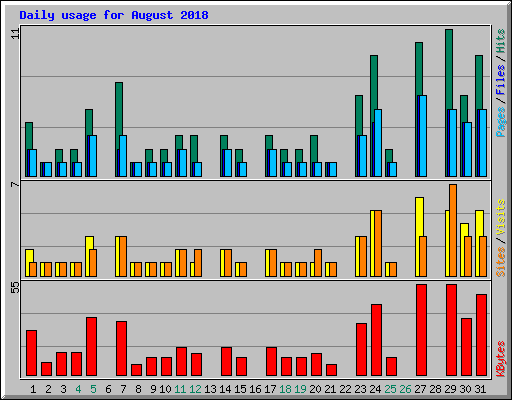 Daily usage for August 2018
11
7
55
Pages / Files / Hits
Sites / Visits
KBytes
1 2 3 4 5 6 7 8 9 10 11 12 13 14 15 16 17 18 19 20 21 22 23 24 25 26 27 28 29 30 31